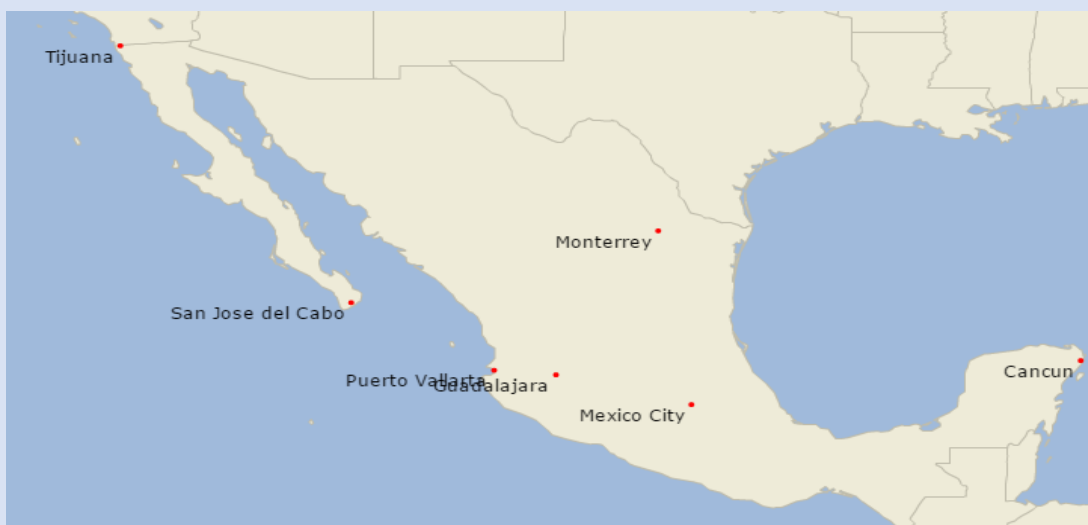 Tijuana
Monterrey
San Jose del Cabo
Cancun
Puerto Vallarta
Guadalajara
Mexico City